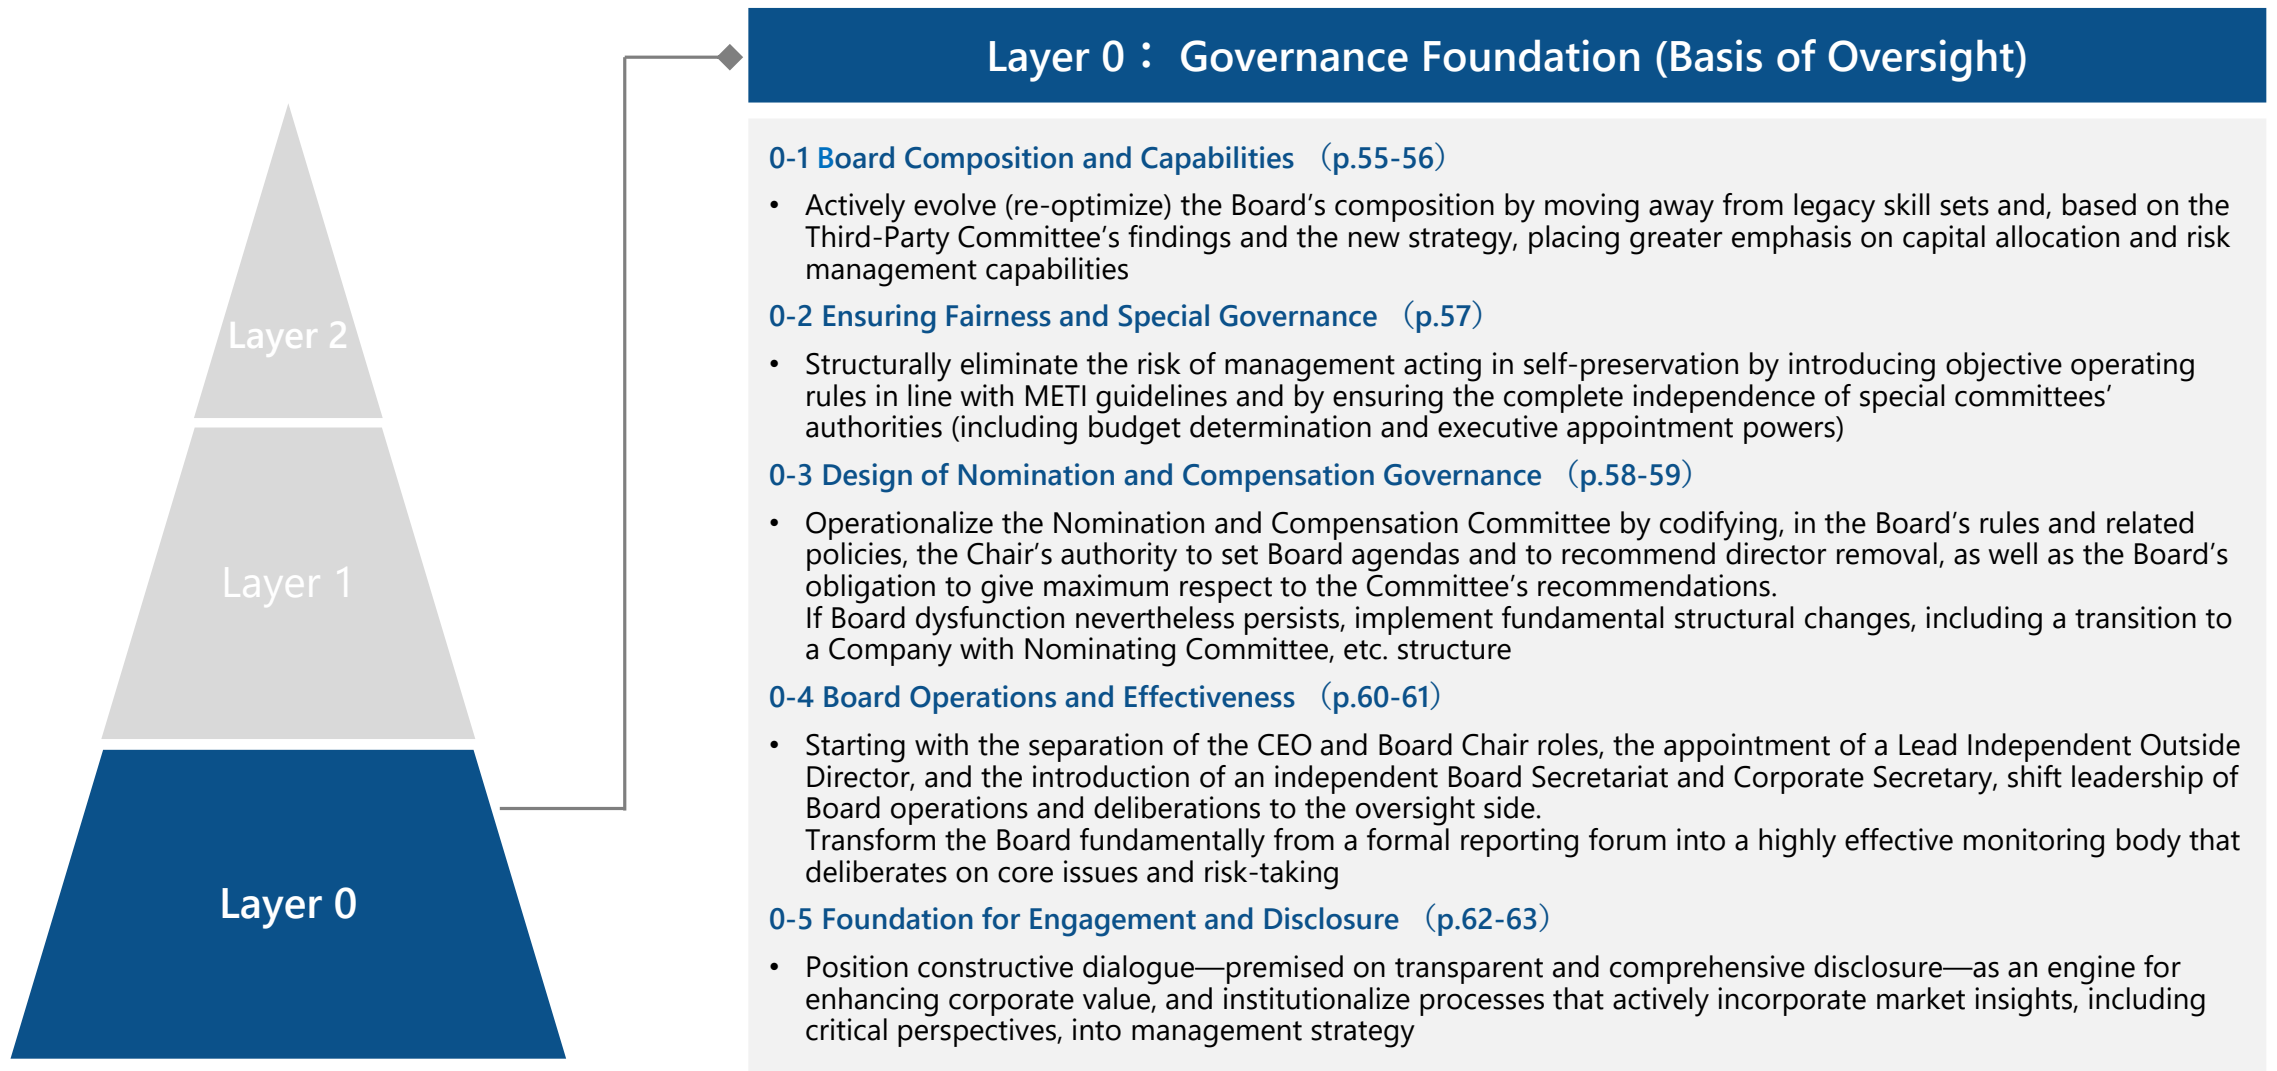 Layer 2
Layer 1
Layer 0
Layer 0： Governance Foundation (Basis of Oversight)
0-1 Board Composition and Capabilities （p.55-56）
• Actively evolve (re-optimize) the Board’s composition by moving away from legacy skill sets and, based on the
Third-Party Committee’s findings and the new strategy, placing greater emphasis on capital allocation and risk
management capabilities
0-2 Ensuring Fairness and Special Governance （p.57）
• Structurally eliminate the risk of management acting in self-preservation by introducing objective operating
rules in line with METI guidelines and by ensuring the complete independence of special committees’
authorities (including budget determination and executive appointment powers)
0-3 Design of Nomination and Compensation Governance （p.58-59）
• Operationalize the Nomination and Compensation Committee by codifying, in the Board’s rules and related
policies, the Chair’s authority to set Board agendas and to recommend director removal, as well as the Board’s
obligation to give maximum respect to the Committee’s recommendations.
If Board dysfunction nevertheless persists, implement fundamental structural changes, including a transition to
a Company with Nominating Committee, etc. structure
0-4 Board Operations and Effectiveness （p.60-61）
• Starting with the separation of the CEO and Board Chair roles, the appointment of a Lead Independent Outside
Director, and the introduction of an independent Board Secretariat and Corporate Secretary, shift leadership of
Board operations and deliberations to the oversight side.
Transform the Board fundamentally from a formal reporting forum into a highly effective monitoring body that
deliberates on core issues and risk-taking
0-5 Foundation for Engagement and Disclosure （p.62-63）
• Position constructive dialogue—premised on transparent and comprehensive disclosure—as an engine for
enhancing corporate value, and institutionalize processes that actively incorporate market insights, including
critical perspectives, into management strategy